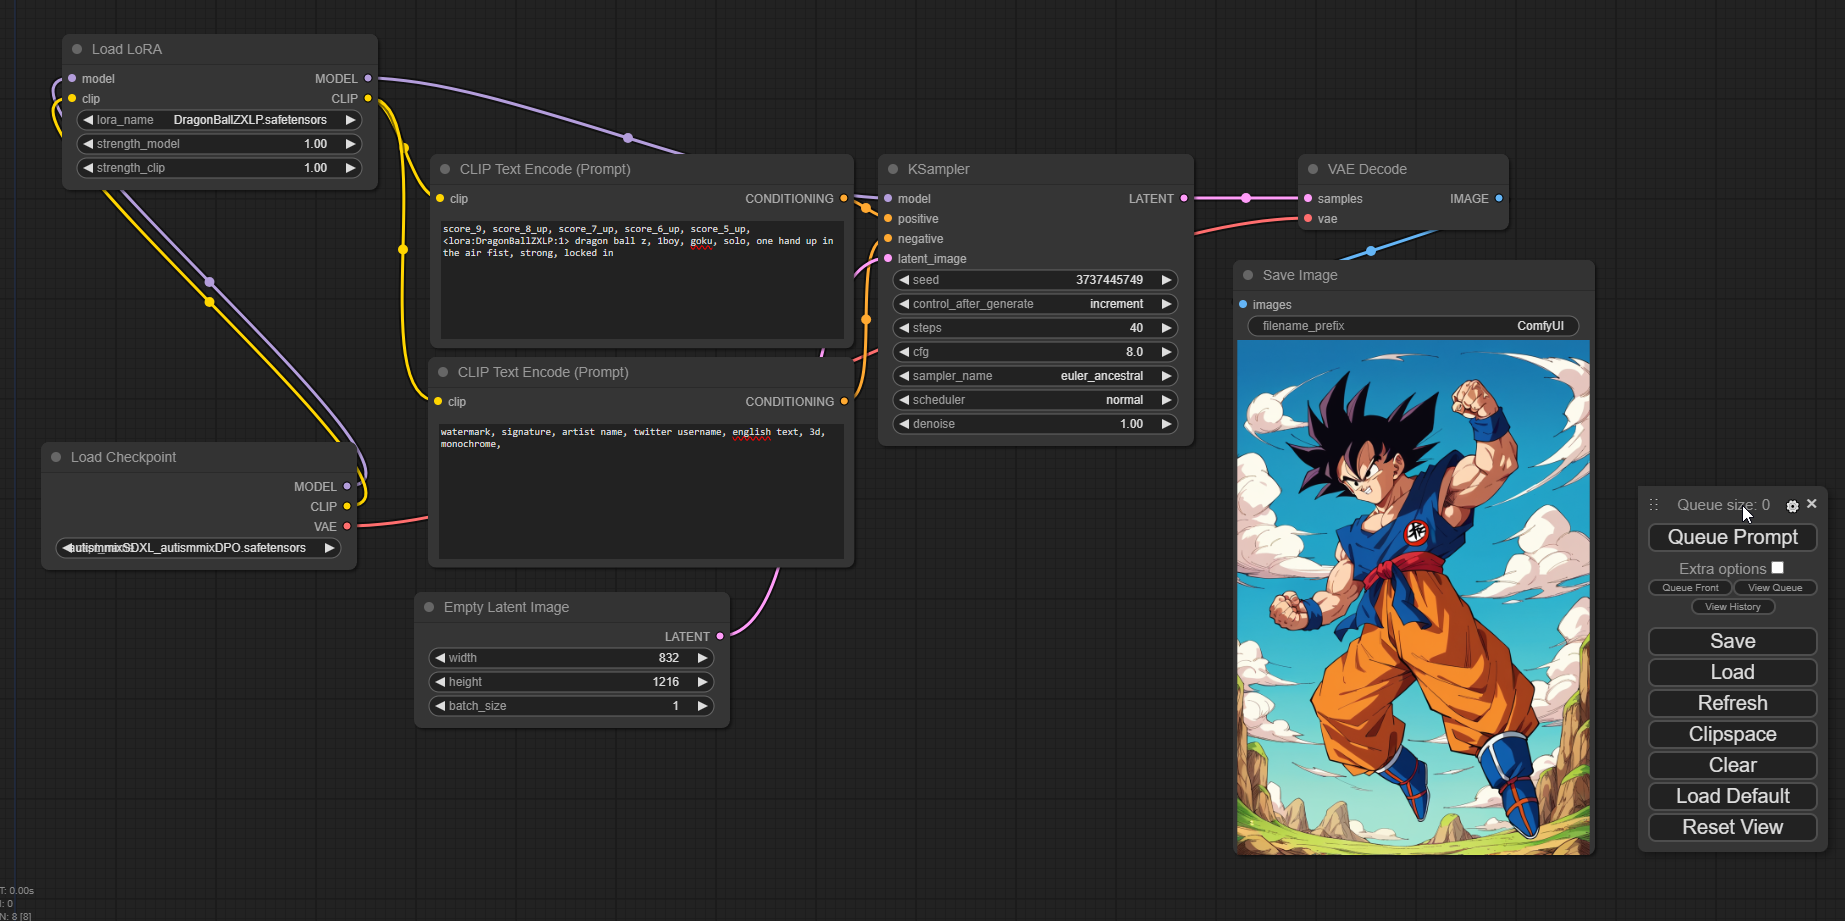 Load LoRA
model MODEL
clip CLIP
lora_name DragonBallZXLP.safetensors
strength_model 1.00
strength_clip 1.00
Load Checkpoint
MODEL
CLIP
VAE
autismmixSDXL_autismmixDPO.safetensors
CLIP Text Encode (Prompt)
clip CONDITIONING
score_9, score_8_up, score_7_up, score_6_up, score_5_up,
<lora:DragonBallZXLP:1> dragon ball z, 1boy, goku, solo, one hand up in
the air fist, strong, locked in
CLIP Text Encode (Prompt)
clip CONDITIONING
watermark, signature, artist name, twitter username, english text, 3d,
monochrome,
Empty Latent Image
LATENT
width 832
height 1216
batch_size 1
KSampler
model LATENT
positive
negative
latent_image
seed 3737445749
control_after_generate increment
steps 40
cfg 8.0
sampler_name euler_ancestral
scheduler normal
denoise 1.00
VAE Decode
samples IMAGE
vae
Save Image
images
filename_prefix ComfyUI
Queue size: 0
Queue Prompt
Extra options
Queue Front View Queue
View History
Save
Load
Refresh
Clipspace
Clear
Load Default
Reset View
T: 0.00s
I: 0
N: 8 [8]